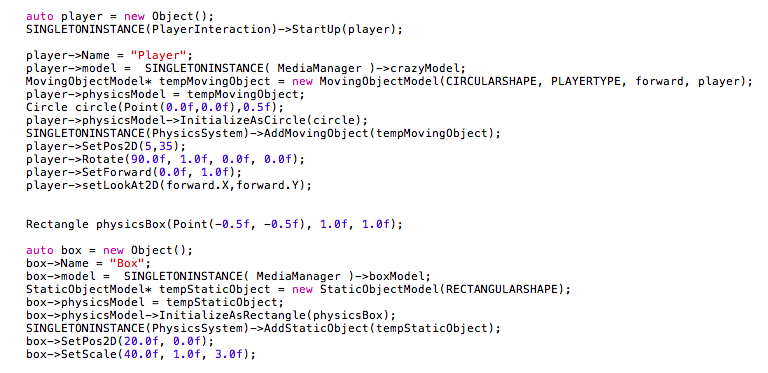 auto player = new Object();
SINGLETONINSTANCE(PlayerInteraction)->StartUp(player);
player->Name = "Player";
player->model =  SINGLETONINSTANCE( MediaManager )->crazyModel;
MovingObjectModel* tempMovingObject = new MovingObjectModel(CIRCULARSHAPE, PLAYERTYPE, forward, player);
player->physicsModel = tempMovingObject;
Circle circle(Point(0.0f,0.0f),0.5f);
player->physicsModel->InitializeAsCircle(circle);
SINGLETONINSTANCE(PhysicsSystem)->AddMovingObject(tempMovingObject);
player->SetPos2D(5,35);
player->Rotate(90.0f, 1.0f, 0.0f, 0.0f);
player->SetForward(0.0f, 1.0f);
player->setLookAt2D(forward.X,forward.Y);
Rectangle physicsBox(Point(-0.5f, -0.5f), 1.0f, 1.0f);
auto box = new Object();
box->Name = "Box";
box->model =  SINGLETONINSTANCE( MediaManager )->boxModel;
StaticObjectModel* tempStaticObject = new StaticObjectModel(RECTANGULARSHAPE);
box->physicsModel = tempStaticObject;
box->physicsModel->InitializeAsRectangle(physicsBox);
SINGLETONINSTANCE(PhysicsSystem)->AddStaticObject(tempStaticObject);
box->SetPos2D(20.0f, 0.0f);
box->SetScale(40.0f, 1.0f, 3.0f);